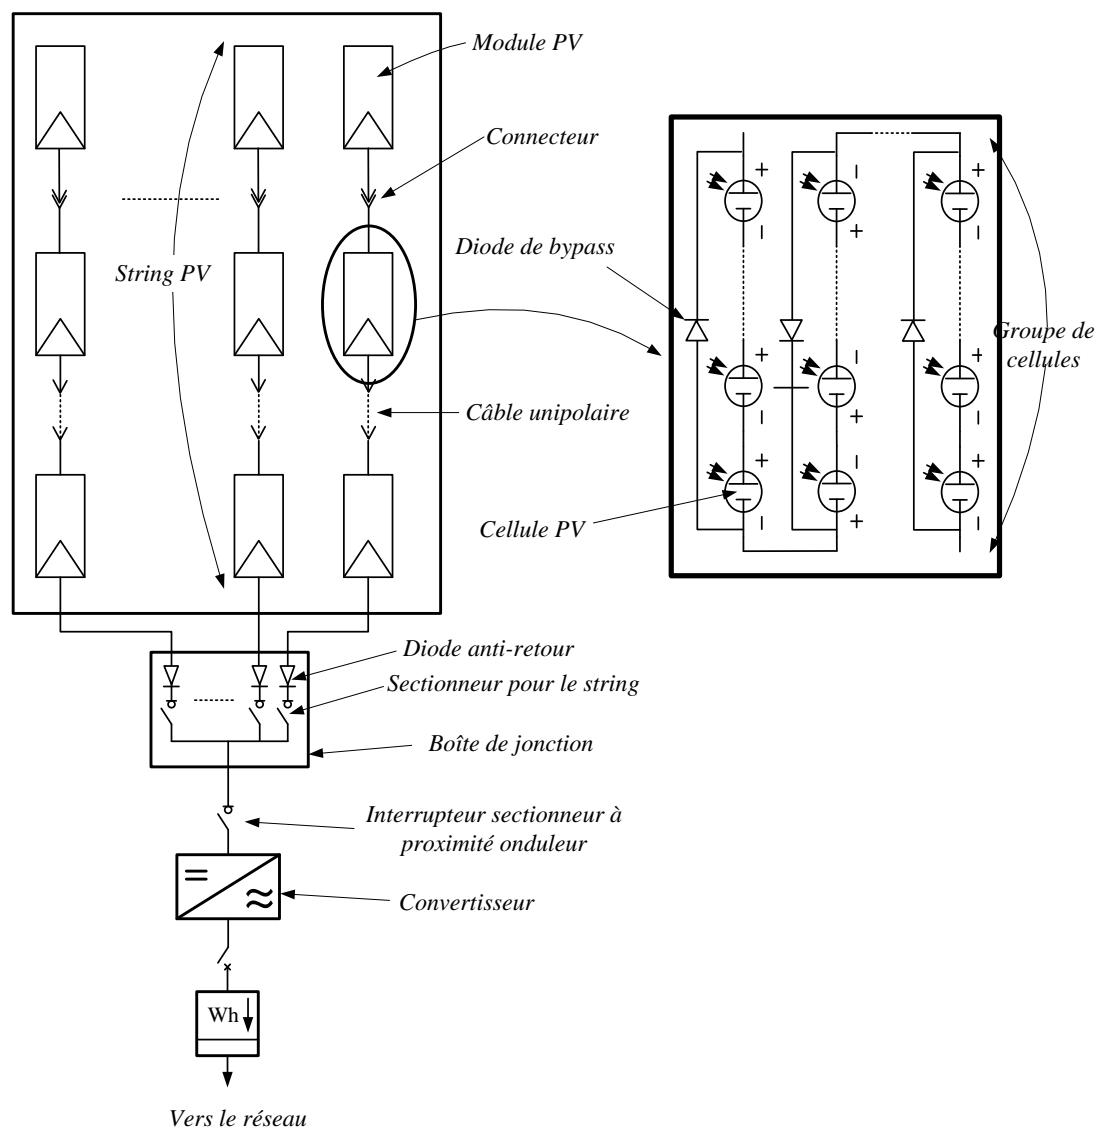 Module PV
Connecteur
Diode de bypass
String PV
Groupe de
cellules
Câble unipolaire
Cellule PV
Diode anti-retour
Sectionneur pour le string
Boîte de jonction
Interrupteur sectionneur à
proximité onduleur
Convertisseur
Wh
Vers le réseau